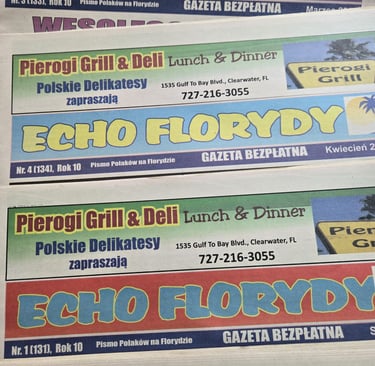 Nr. 3 (133), Rok 10 Pismo Polaków na Florydzie GAZETA BEZPŁATNA
Pierogi Grill & Deli Lunch & Dinner
Polskie Delikatesy
zapraszają
1535 Gulf To Bay Blvd., Clearwater, FL
727-216-3055
Pierogi
Grill
ECHO FLORYDY
Nr. 4 (134), Rok 10 Pismo Polaków na Florydzie GAZETA BEZPŁATNA Kwiecień
Pierogi Grill & Deli Lunch & Dinner
Polskie Delikatesy
zapraszają
1535 Gulf To Bay Blvd., Clearwater, FL
727-216-3055
ECHO FLORYDY
Nr. 1 (131), Rok 10 Pismo Polaków na Florydzie GAZETA BEZPŁATNA